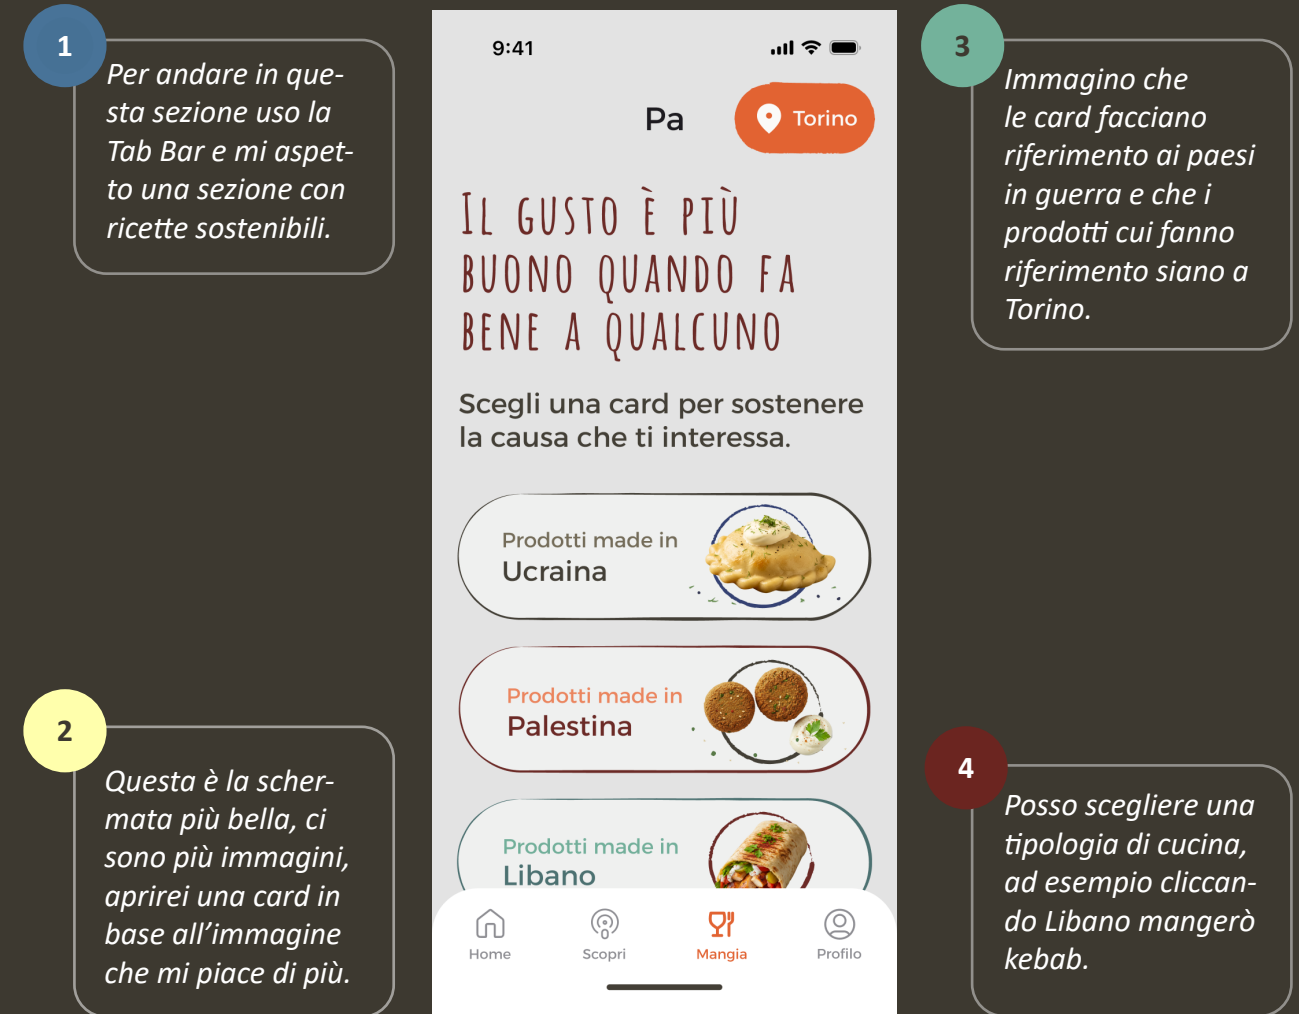 1
Per andare in que-
sta sezione uso la
Tab Bar e mi aspet-
to una sezione con
ricette sostenibili.
2
Questa è la scher-
mata più bella, ci
sono più immagini,
aprirei una card in
base all'immagine
che mi piace di più.
9:41
Pa
Torino
Il gusto è più
buono quando fa
bene a qualcuno
Scegli una card per sostenere
la causa che ti interessa.
Prodotti made in
Ucraina
Prodotti made in
Palestina
Prodotti made in
Libano
Home
Scopri
Mangia
Profilo
3
Immagino che
le card facciano
riferimento ai paesi
in guerra e che i
prodotti cui fanno
riferimento siano a
Torino.
4
Posso scegliere una
tipologia di cucina,
ad esempio cliccan-
do Libano mangerò
kebab.